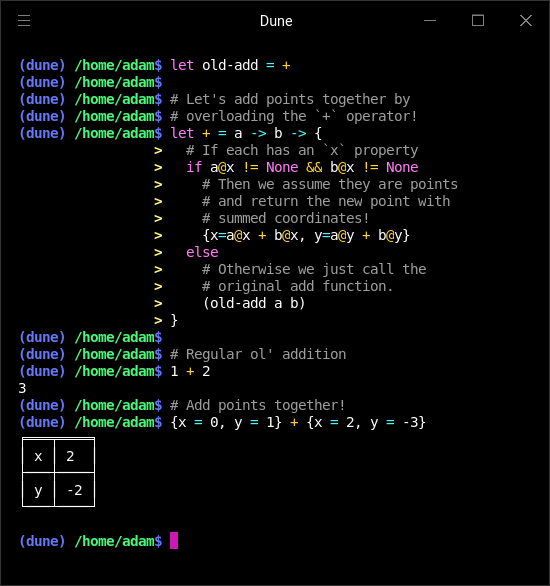 Dune
(dune) /home/adam$ let old-add = +
(dune) /home/adam$
(dune) /home/adam$ # Let's add points together by
(dune) /home/adam$ # overloading the `+` operator!
(dune) /home/adam$ let + = a -> b -> {
> # If each has an `x` property
> if a@x != None && b@x != None
> # Then we assume they are points
> # and return the new point with
> # summed coordinates!
> {x=a@x + b@x, y=a@y + b@y}
> else
> # Otherwise we just call the
> # original add function.
> (old-add a b)
> }
(dune) /home/adam$
(dune) /home/adam$ # Regular ol' addition
(dune) /home/adam$ 1 + 2
3
(dune) /home/adam$ # Add points together!
(dune) /home/adam$ {x = 0, y = 1} + {x = 2, y = -3}
x 2
y -2
(dune) /home/adam$